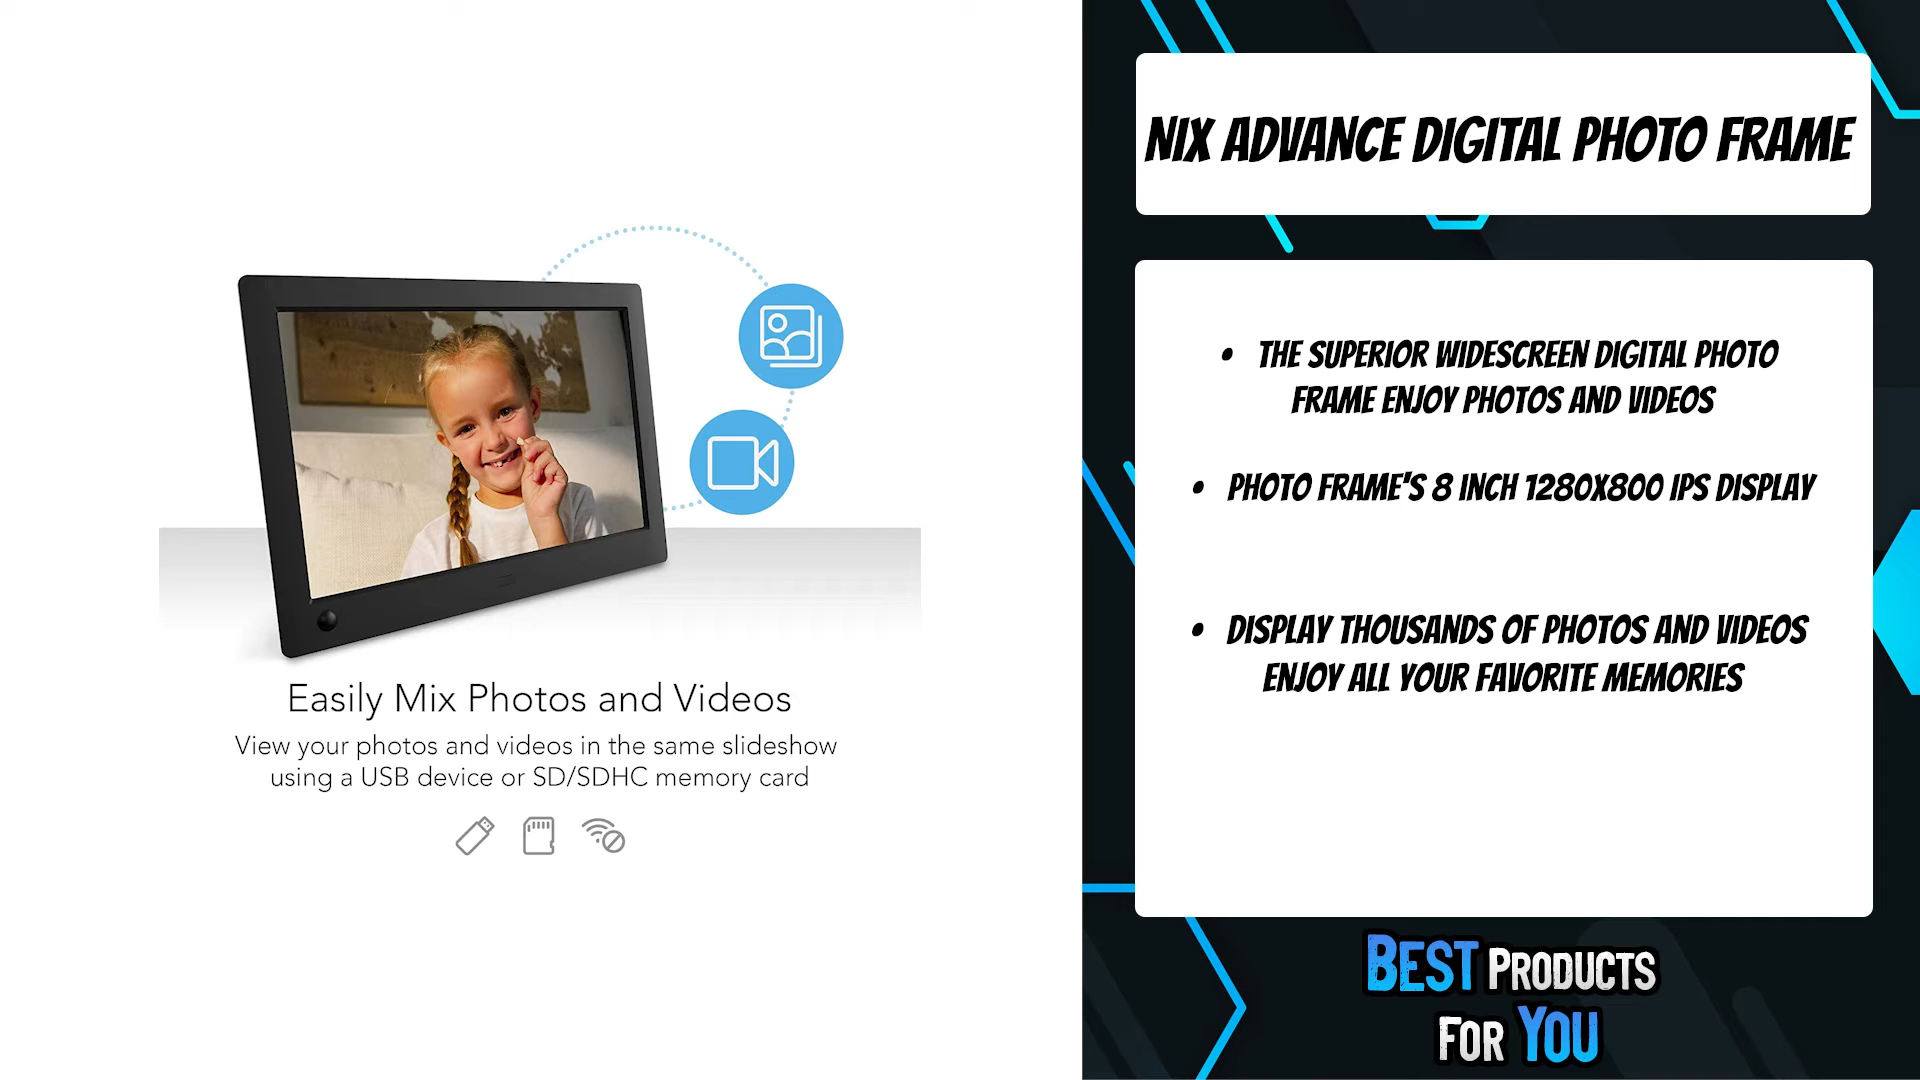 Easily Mix Photos and Videos
View your photos and videos in the same slideshow
using a USB device or SD/SDHC memory card
NIX ADVANCE DIGITAL PHOTO FRAME
• THE SUPERIOR WIDESCREEN DIGITAL PHOTO
FRAME ENJOY PHOTOS AND VIDEOS
• PHOTO FRAME'S 8 INCH 1280X800 IPS DISPLAY
• DISPLAY THOUSANDS OF PHOTOS AND VIDEOS
ENJOY ALL YOUR FAVORITE MEMORIES
BEST PRODUCTS
FOR YOU